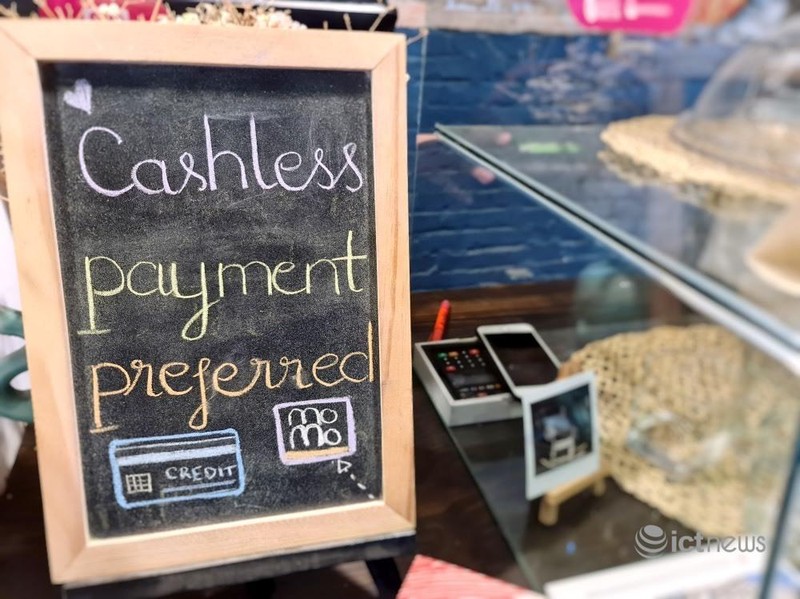 Cashless
payment
preferred
mo
mo
CREDIT
ictnews